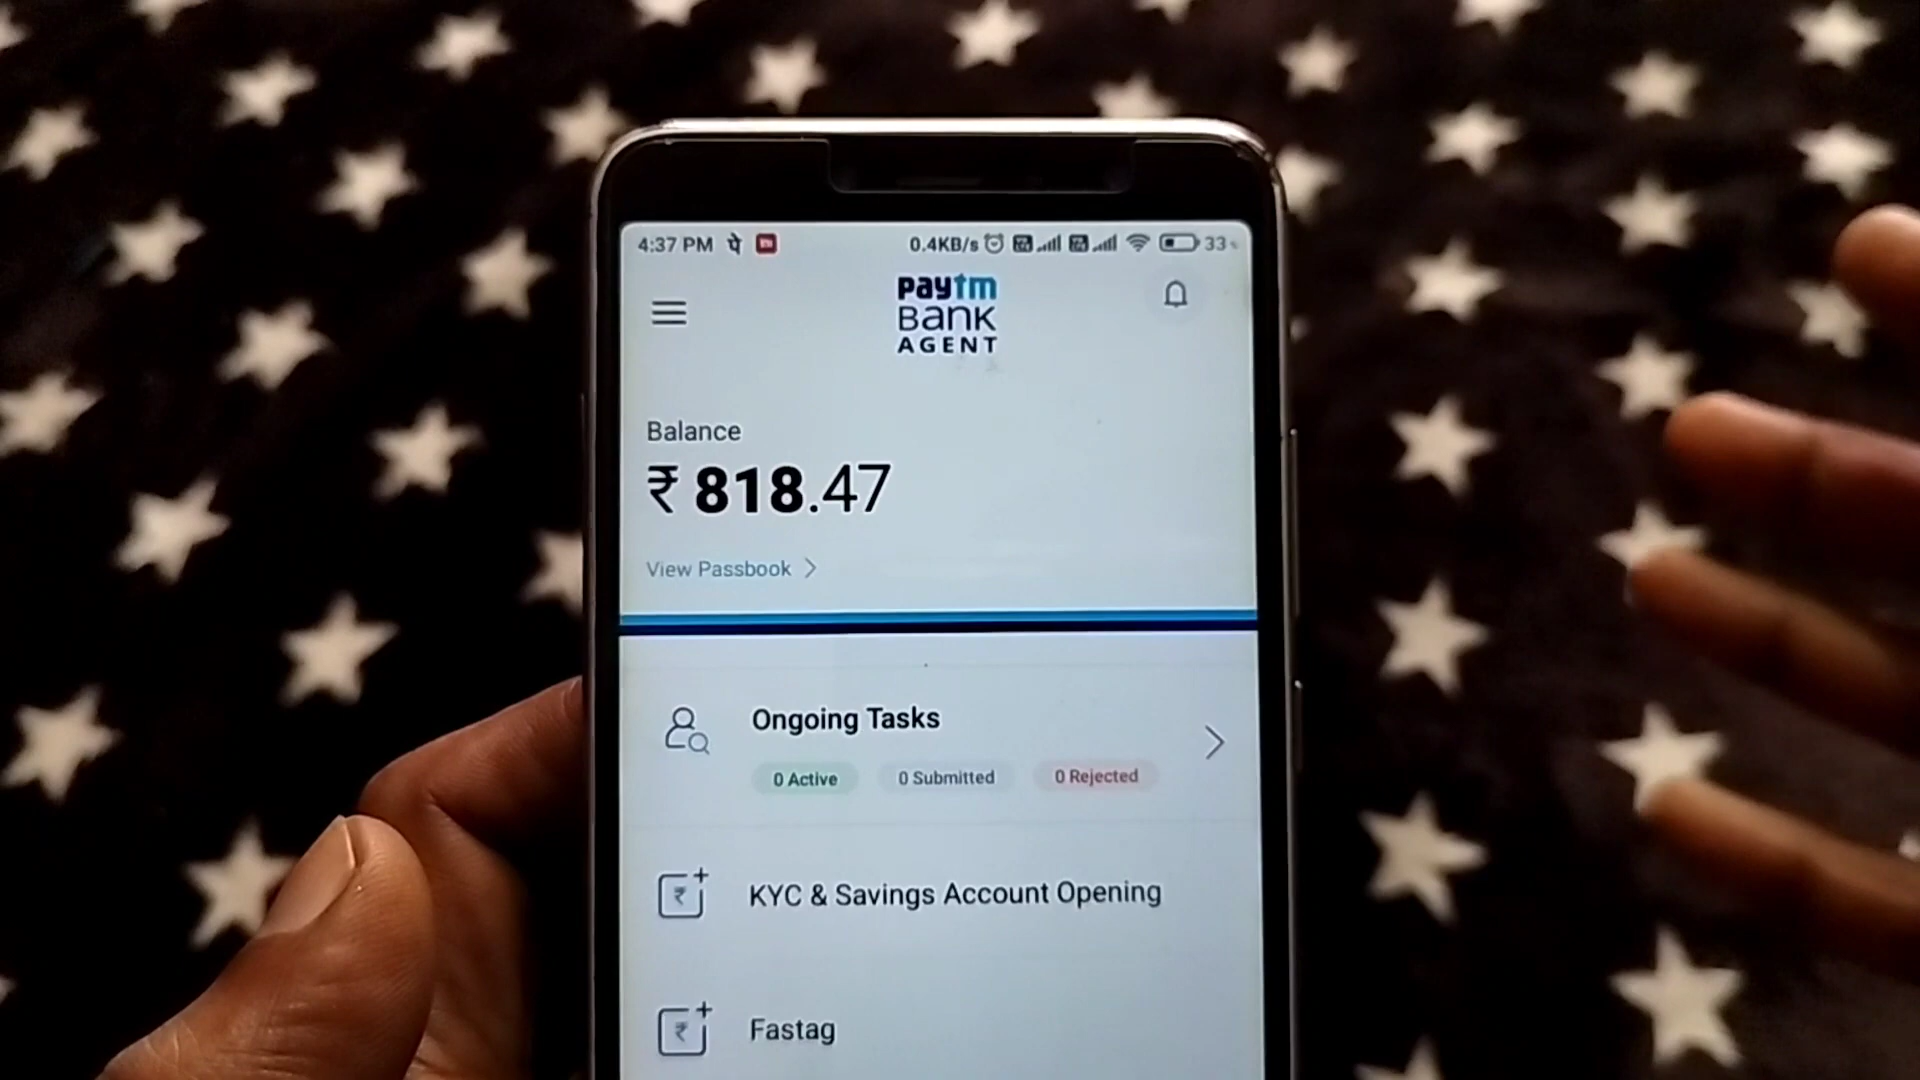 4:37 PM पे 0.4KB/s 33
paytm
BANK
AGENT
Balance
₹ 818.47
View Passbook
Ongoing Tasks
0 Active 0 Submitted 0 Rejected
KYC & Savings Account Opening
Fastag